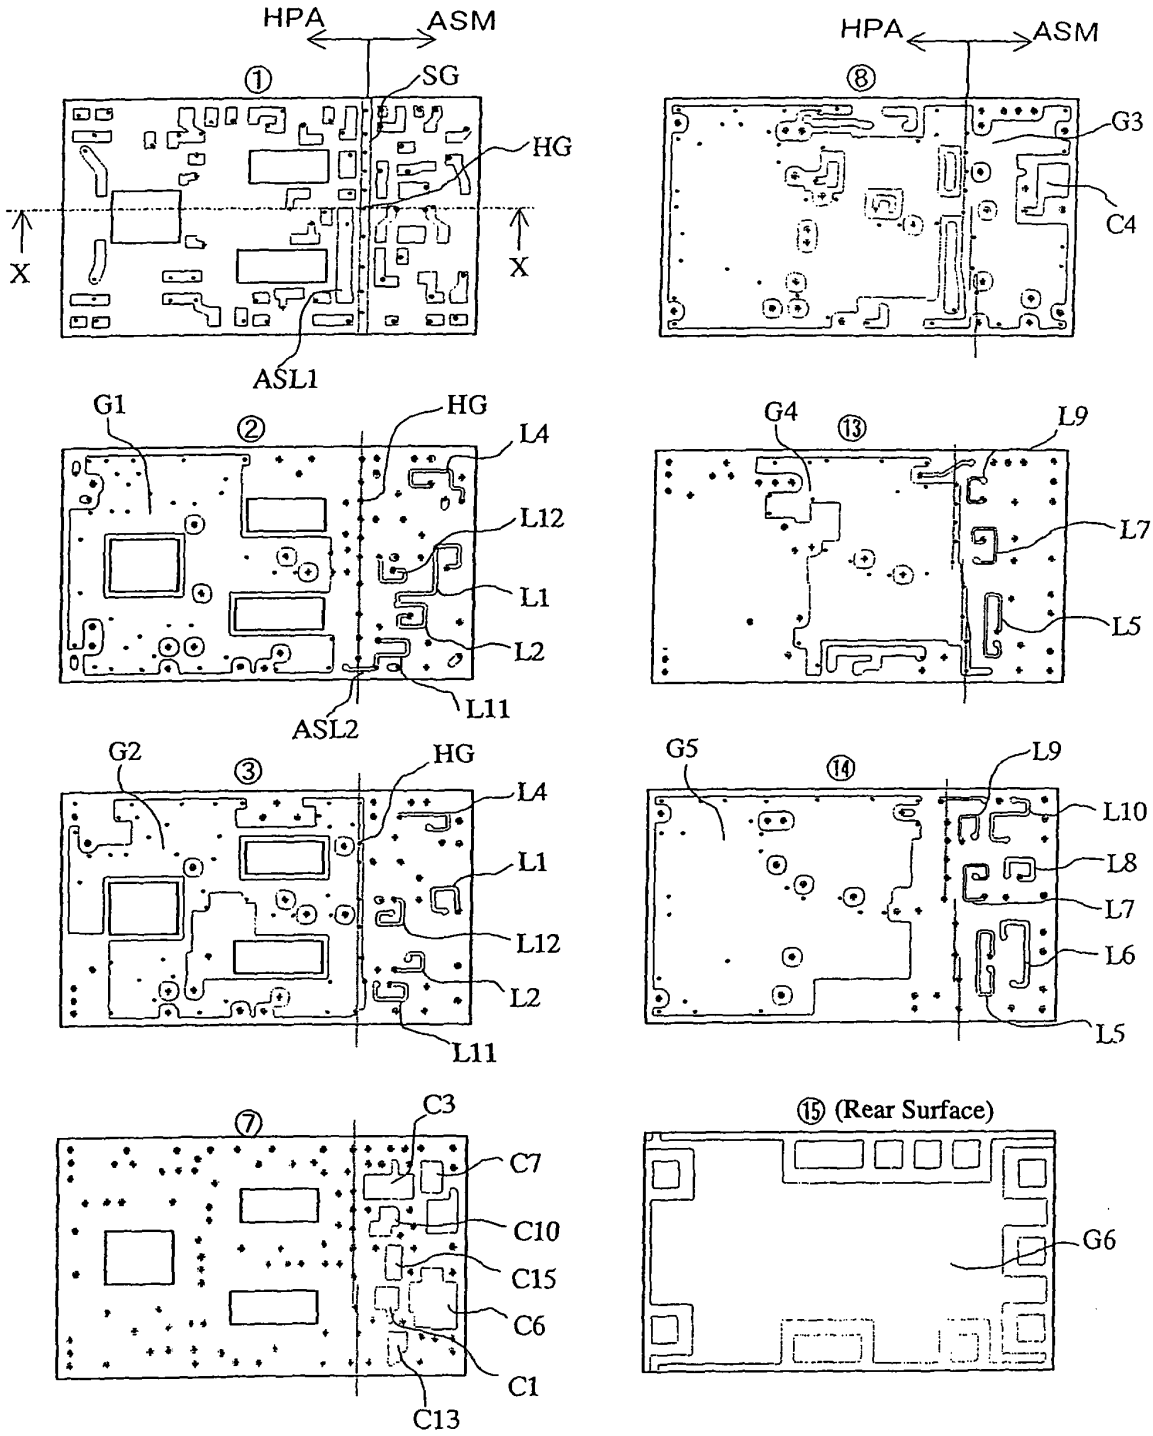 HPA ASM
①
SG
HG
X X
ASL1
HPA ASM
⑧
G3
C4
G1
②
HG
L4
L12
L1
L2
L11
ASL2
G4
⑬
L9
L7
L5
G2
③
HG
L4
L1
L12
L2
L11
G5
⑭
L9
L10
L8
L7
L6
L5
⑦
C3
C7
C10
C15
C6
C1
C13
⑮ (Rear Surface)
G6